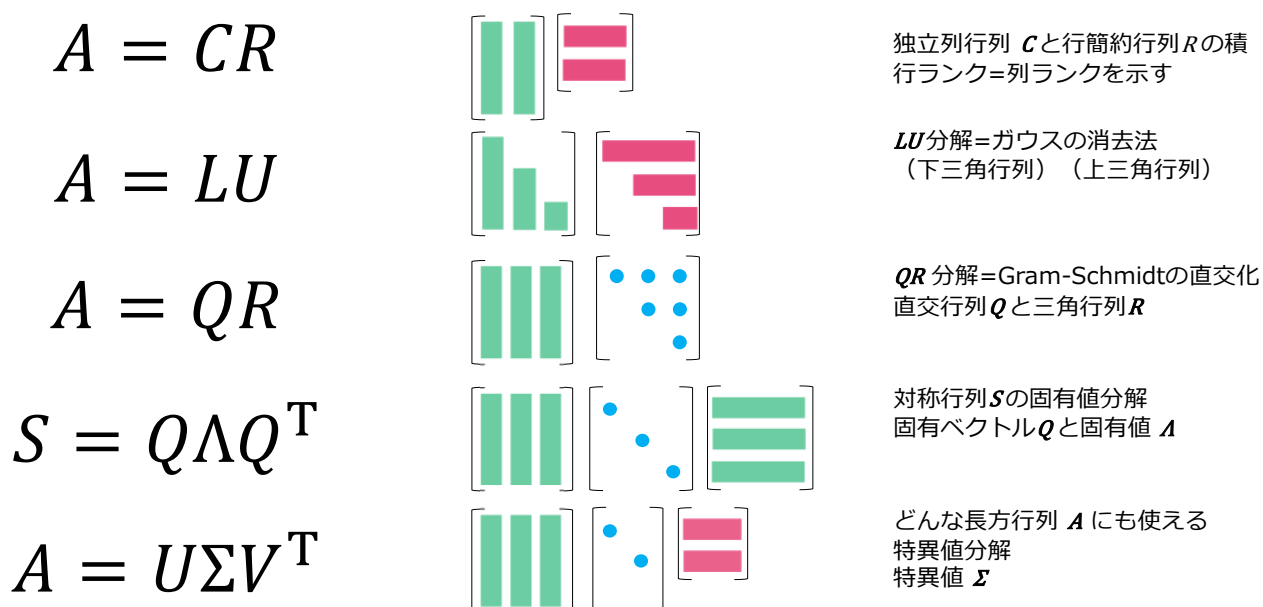 A = CR
独立列行列 C と行簡約行列Rの積
行ランク=列ランクを示す
A = LU
LU分解=ガウスの消去法
（下三角行列）（上三角行列）
A = QR
QR 分解=Gram-Schmidtの直交化
直交行列Qと三角行列R
S = QΛQᵀ
対称行列Sの固有値分解
固有ベクトルQと固有値 Λ
A = UΣVᵀ
どんな長方行列 A にも使える
特異値分解
特異値 Σ